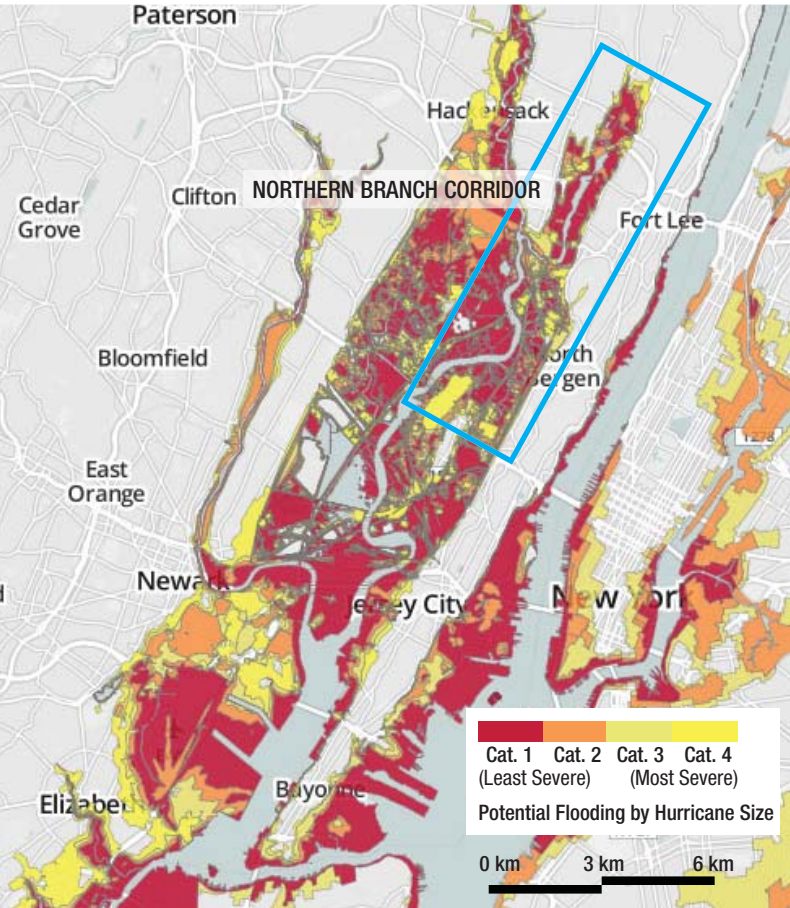 Paterson
Hackensack
NORTHERN BRANCH CORRIDOR
Clifton
Cedar
Grove
Fort Lee
Bloomfield
North
Bergen
I 278
East
Orange
Newark
Jersey City
New York
Cat. 1 Cat. 2 Cat. 3 Cat. 4
(Least Severe) (Most Severe)
Potential Flooding by Hurricane Size
Bayonne
Elizabe
0 km 3 km 6 km